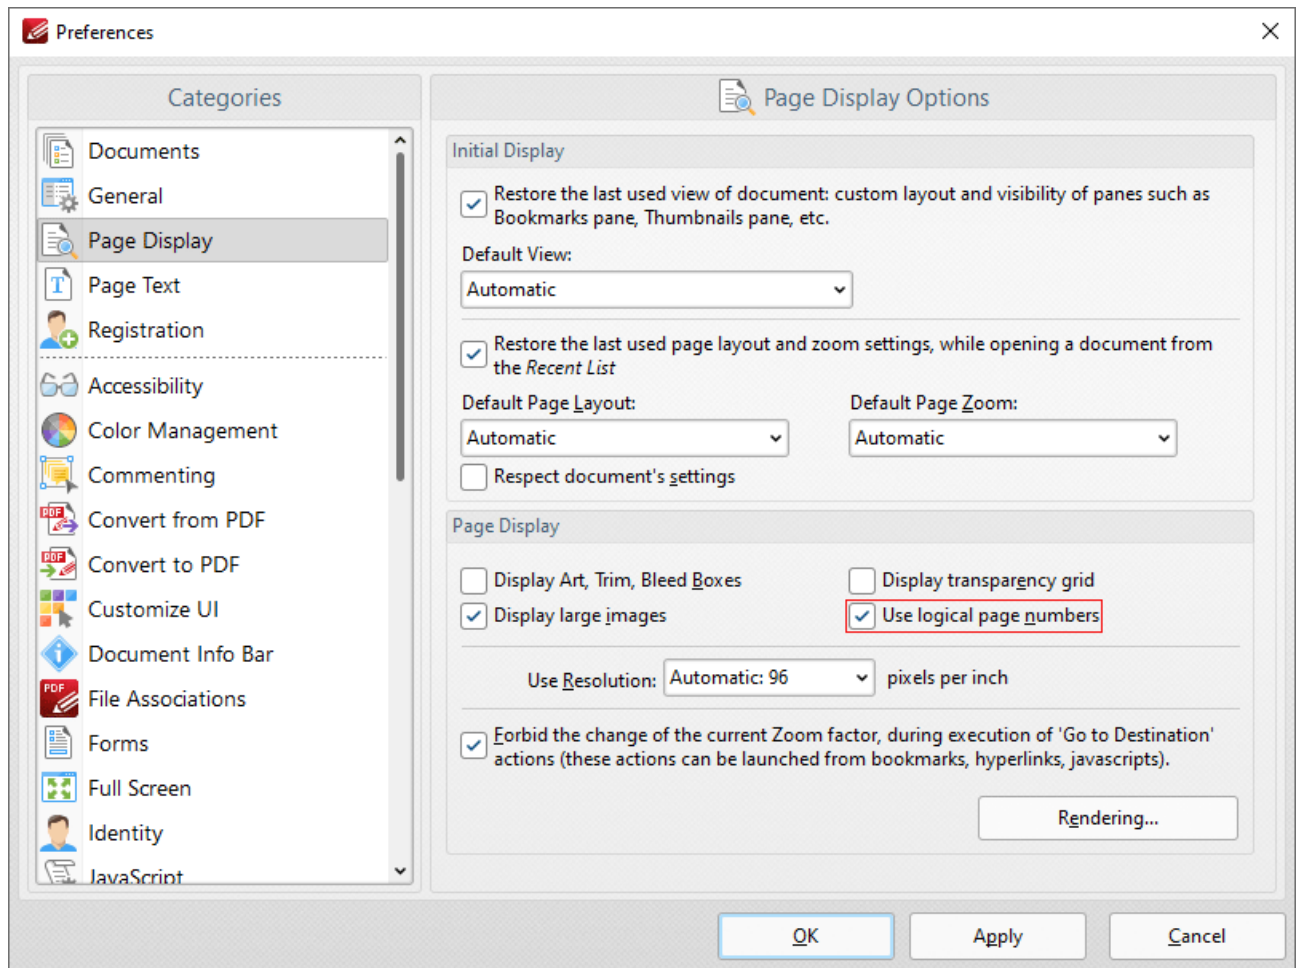 Preferences
Categories
Documents
General
Page Display
Page Text
Registration
Accessibility
Color Management
Commenting
Convert from PDF
Convert to PDF
Customize UI
Document Info Bar
File Associations
Forms
Full Screen
Identity
JavaScript
Page Display Options
Initial Display
Restore the last used view of document: custom layout and visibility of panes such as
Bookmarks pane, Thumbnails pane, etc.
Default View:
Automatic
Restore the last used page layout and zoom settings, while opening a document from
the Recent List
Default Page Layout: Default Page Zoom:
Automatic Automatic
Respect document's settings
Page Display
Display Art, Trim, Bleed Boxes Display transparency grid
Display large images Use logical page numbers
Use Resolution: Automatic: 96 pixels per inch
Forbid the change of the current Zoom factor, during execution of 'Go to Destination'
actions (these actions can be launched from bookmarks, hyperlinks, javascripts).
Rendering...
OK Apply Cancel